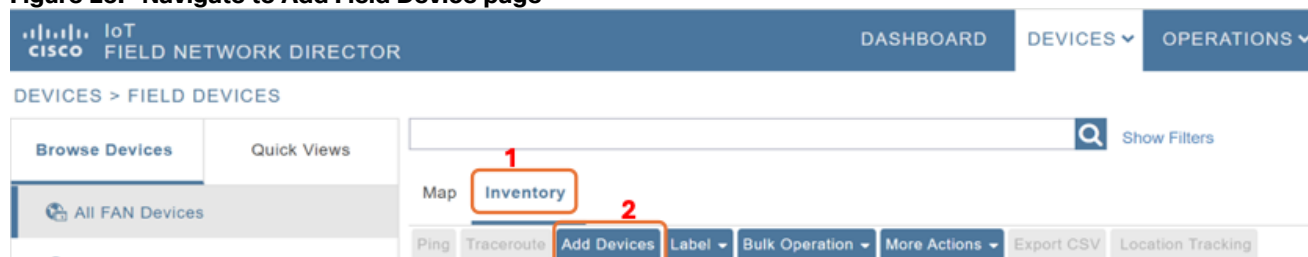 Figure 25: Navigate to Add Field Device page
IoT
CISCO FIELD NETWORK DIRECTOR
DASHBOARD DEVICES OPERATIONS
DEVICES > FIELD DEVICES
Browse Devices Quick Views
Show Filters
1
Map Inventory
All FAN Devices
2
Ping Traceroute Add Devices Label Bulk Operation More Actions Export CSV Location Tracking